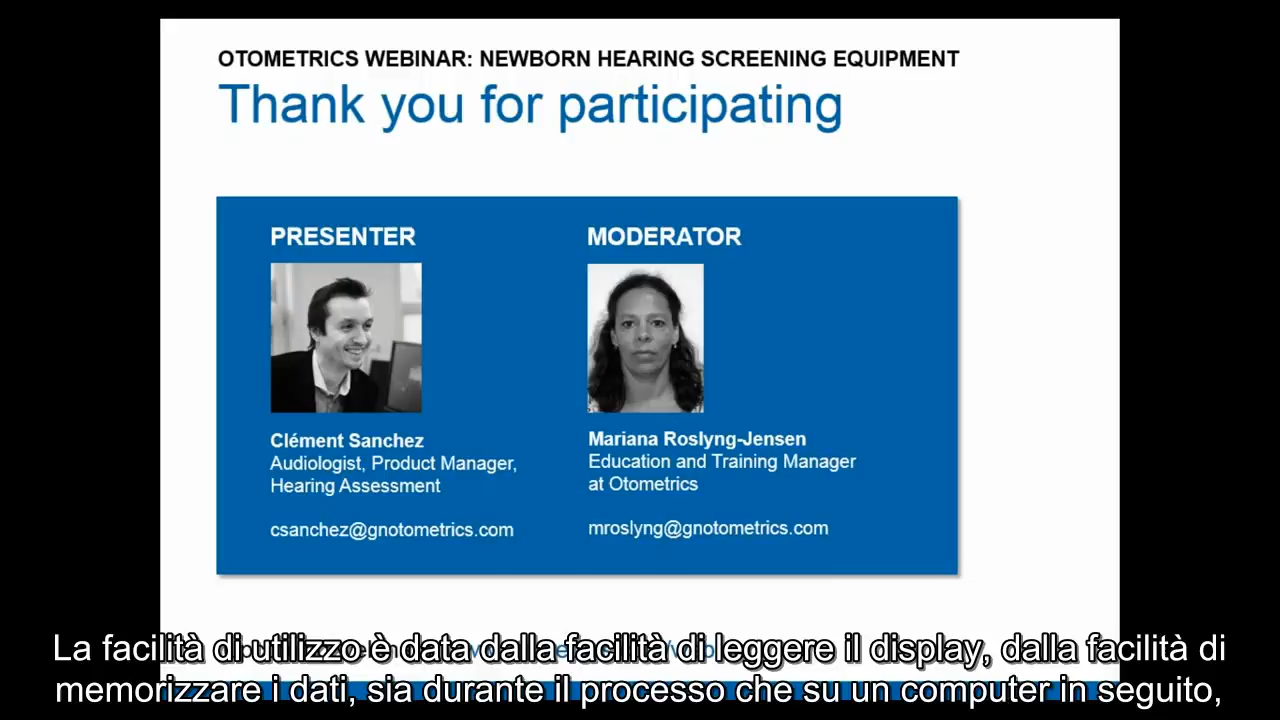 OTOMETRICS WEBINAR: NEWBORN HEARING SCREENING EQUIPMENT
Thank you for participating
PRESENTER
Clément Sanchez
Audiologist, Product Manager,
Hearing Assessment
csanchez@gnotometrics.com
MODERATOR
Mariana Roslyng-Jensen
Education and Training Manager
at Otometrics
mroslyng@gnotometrics.com
La facilità di utilizzo è data dalla facilità di leggere il display, dalla facilità di
memorizzare i dati, sia durante il processo che su un computer in seguito,